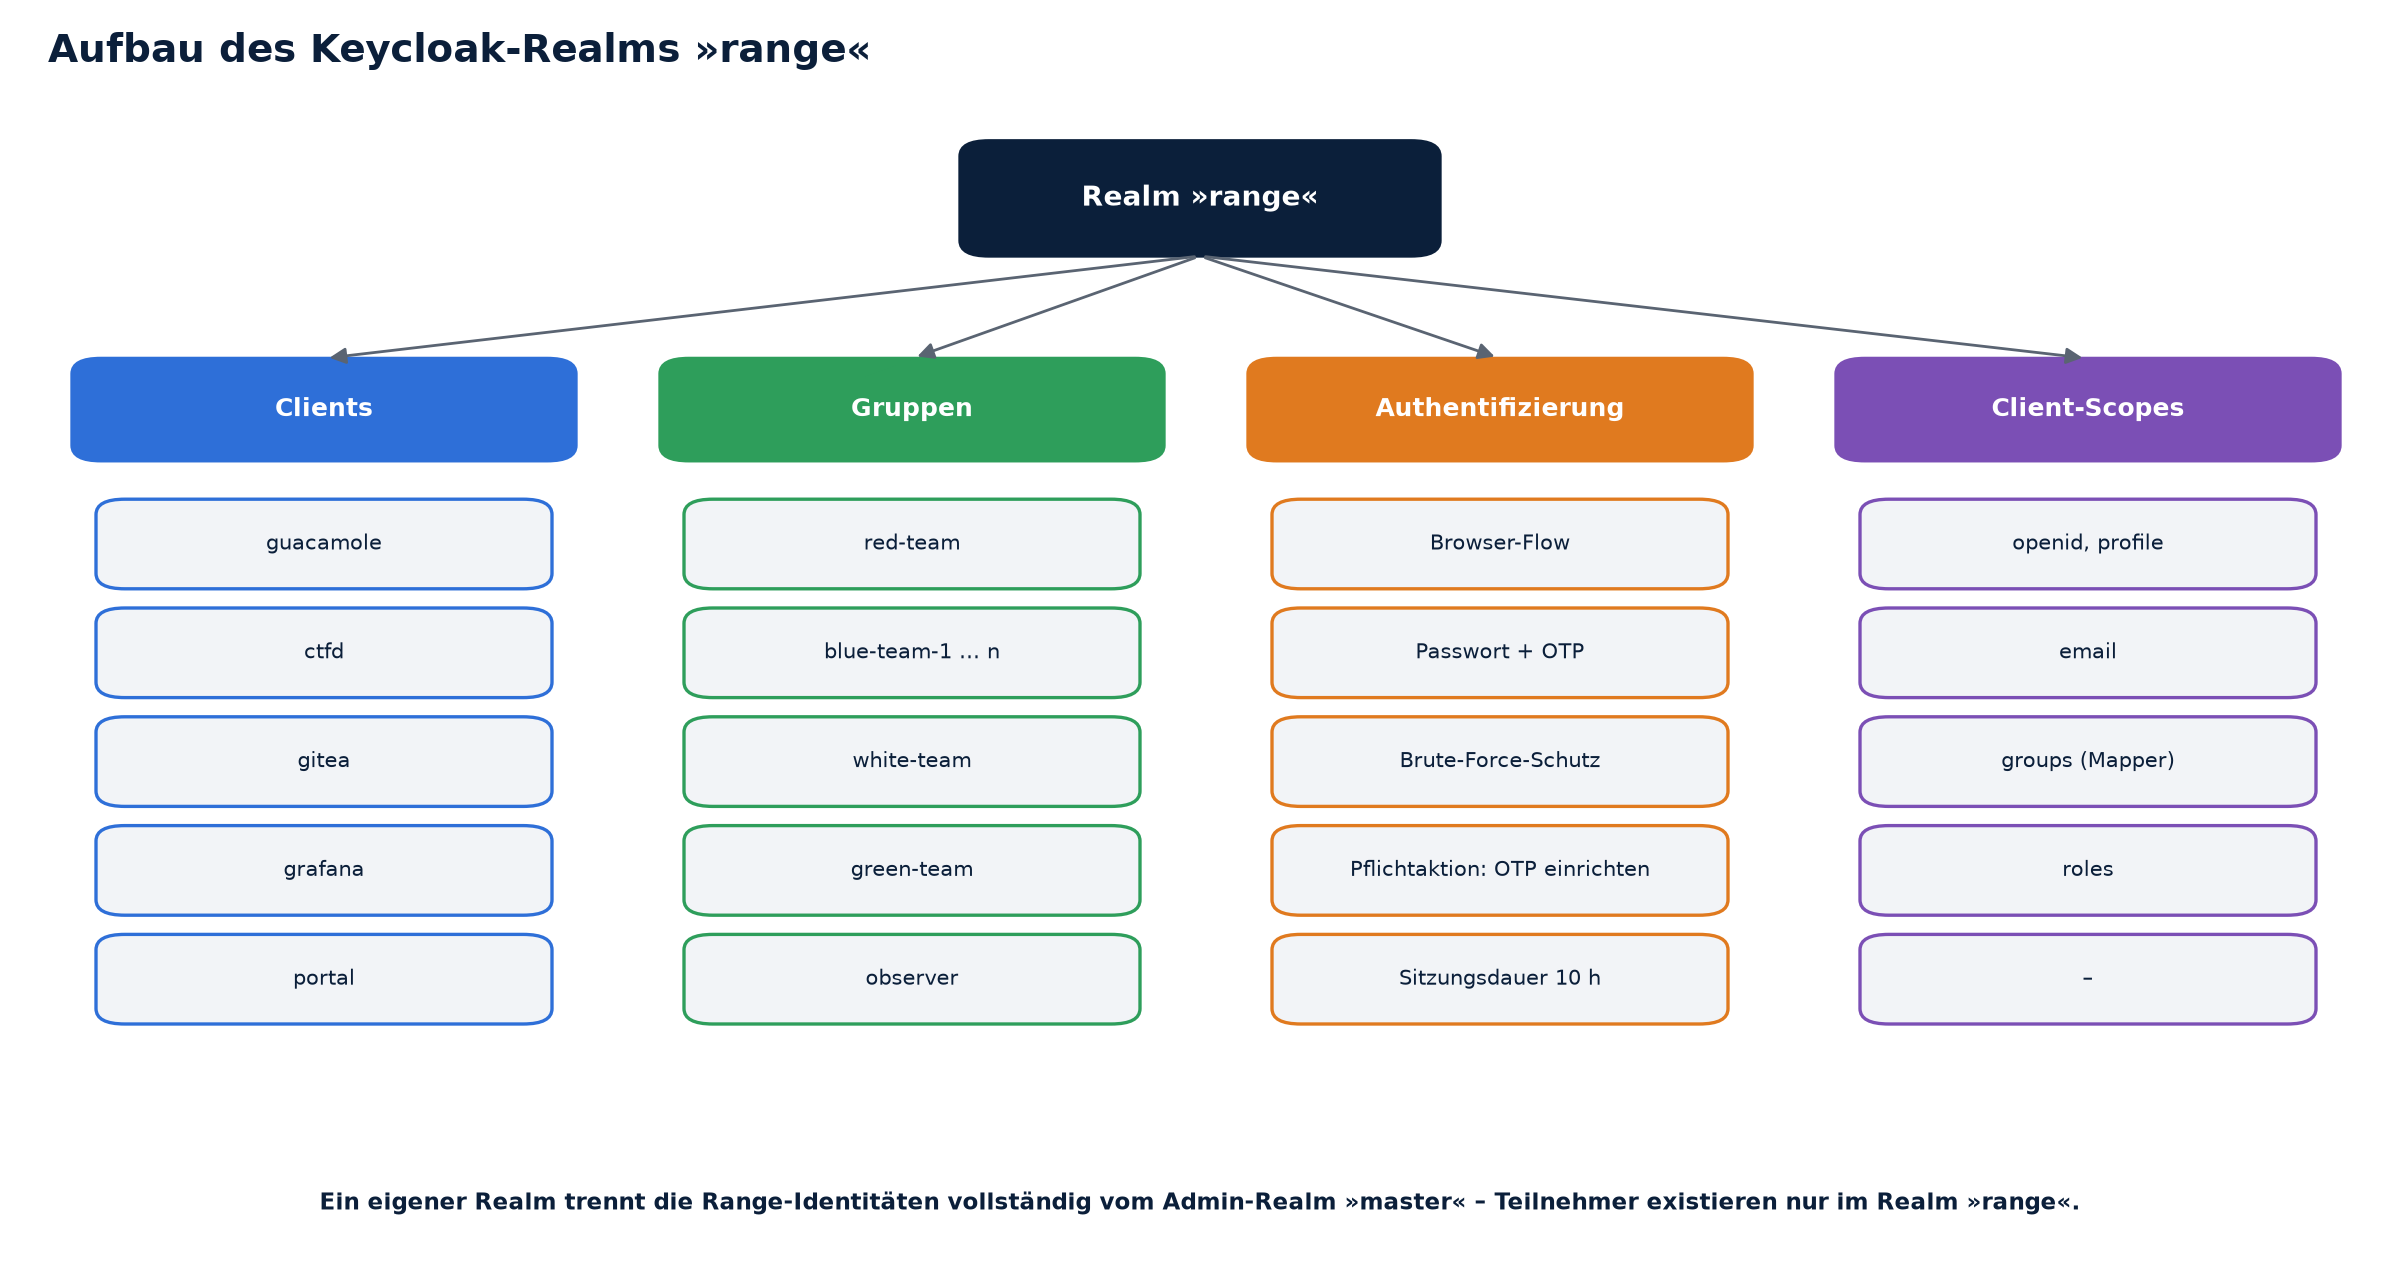 Aufbau des Keycloak-Realms »range«
Realm »range«
Clients
Gruppen
Authentifizierung
Client-Scopes
guacamole
red-team
Browser-Flow
openid, profile
ctfd
blue-team-1 … n
Passwort + OTP
email
gitea
white-team
Brute-Force-Schutz
groups (Mapper)
grafana
green-team
Pflichtaktion: OTP einrichten
roles
portal
observer
Sitzungsdauer 10 h
–
Ein eigener Realm trennt die Range-Identitäten vollständig vom Admin-Realm »master« – Teilnehmer existieren nur im Realm »range«.